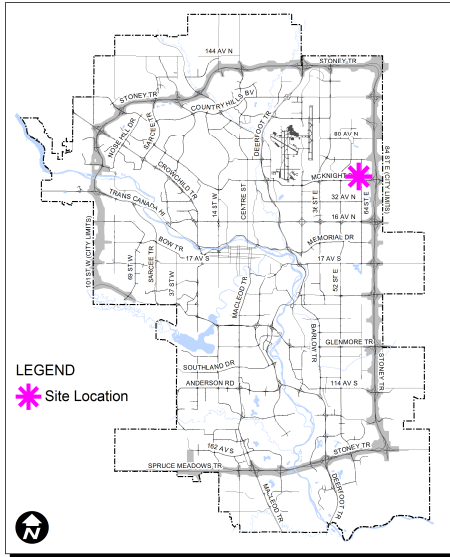 144 AV N
STONEY TR
STONEY TR
COUNTRY HILLS BV
NOSE HILL DR
SARCEE TR
DEERFOOT TR
80 AV N
CROWCHILD TR
MCKNIGHT
84 ST E (CITY LIMITS)
14 ST W
CENTRE ST
36 ST E
32 AV N
68 ST E
TRANS CANADA HI
16 AV N
BOW TR
MEMORIAL DR
17 AV S
17 AV S
101 ST W (CITY LIMITS)
69 ST W
SARCEE TR
37 ST W
MACLEOD TR
52 ST E
BARLOW TR
GLENMORE TR
STONEY TR
SOUTHLAND DR
ANDERSON RD
114 AV S
LEGEND
Site Location
162 AV S
STONEY TR
SPRUCE MEADOWS TR
MACLEOD TR
DEERFOOT TR
N